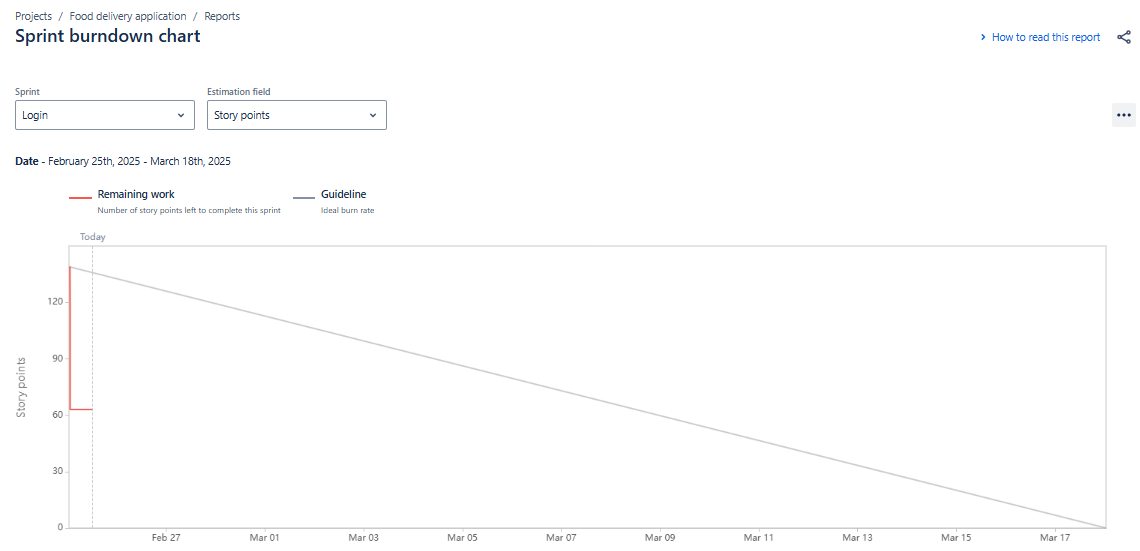 Projects / Food delivery application / Reports
Sprint burndown chart
How to read this report
Sprint
Estimation field
Login
Story points
Date - February 25th, 2025 - March 18th, 2025
Remaining work
Number of story points left to complete this sprint
Guideline
Ideal burn rate
Today
120
90
60
30
0
Story points
Feb 27 Mar 01 Mar 03 Mar 05 Mar 07 Mar 09 Mar 11 Mar 13 Mar 15 Mar 17